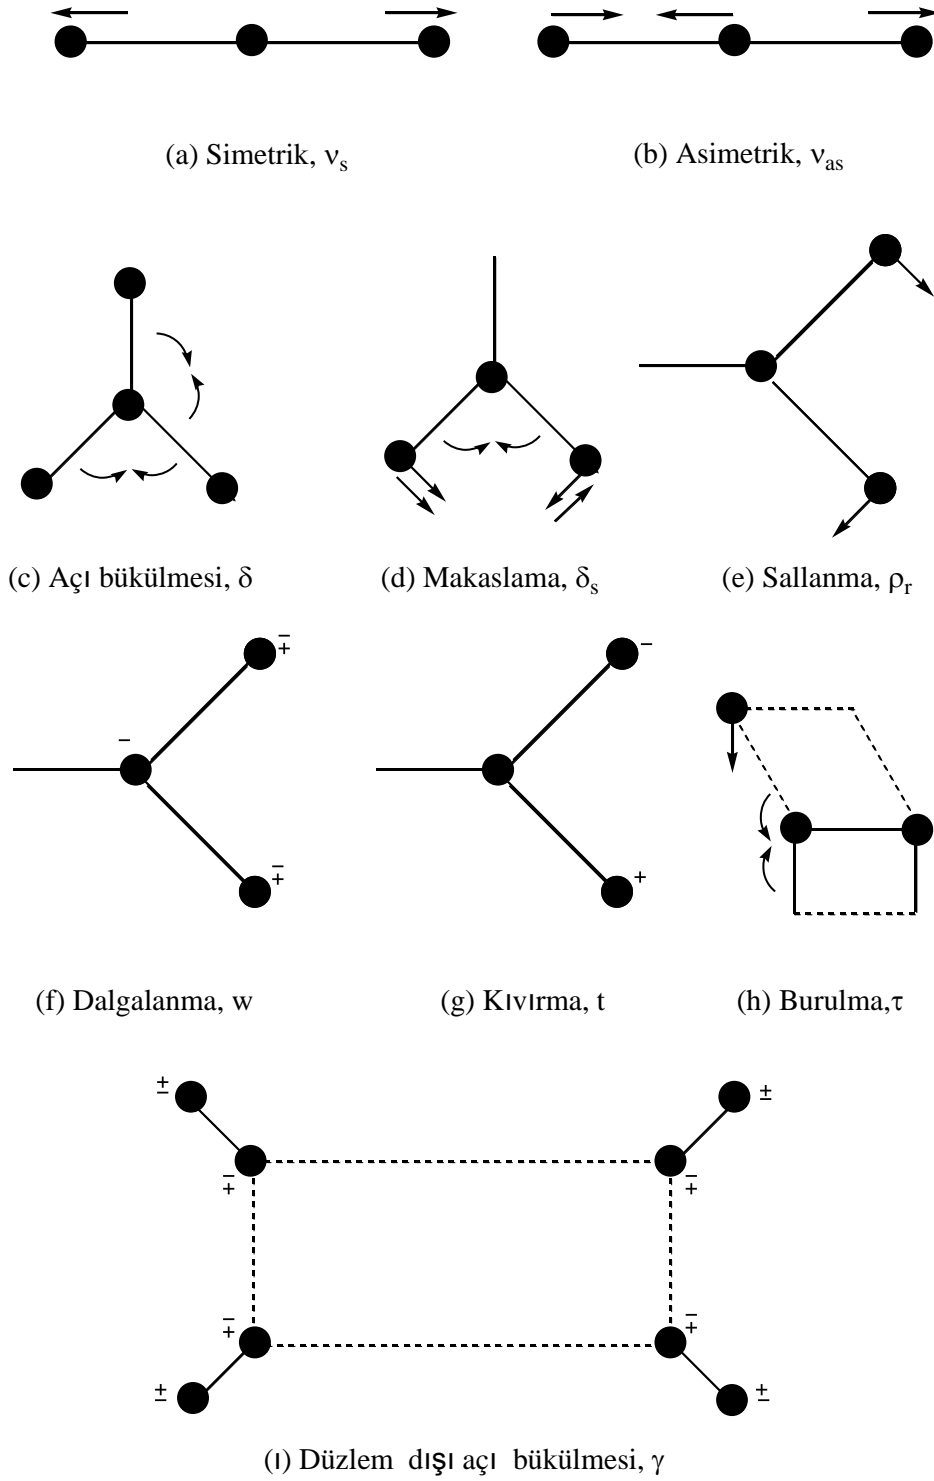 (a) Simetrik, νs
(b) Asimetrik, νas
(c) Açı bükülmesi, δ
(d) Makaslama, δs
(e) Sallanma, ρr
∓
−
∓
−
+
(f) Dalgalanma, w
(g) Kıvırma, t
(h) Burulma,τ
±
±
∓
∓
∓
∓
±
±
(ı) Düzlem dışı açı bükülmesi, γ